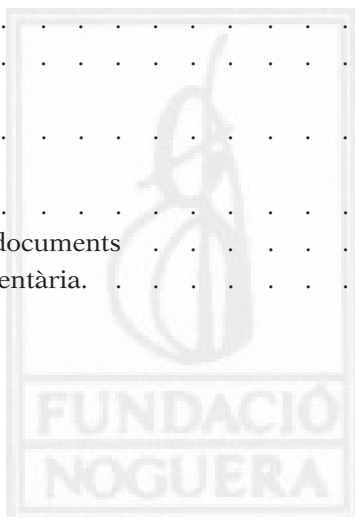 . . . . . . . . . .
. . . . . . . . . .
. . . . . . . . . .
. . . . . . . . . .
documents . . . . . .
entària. . . . . . . .
FUNDACIÓ
NOGUERA